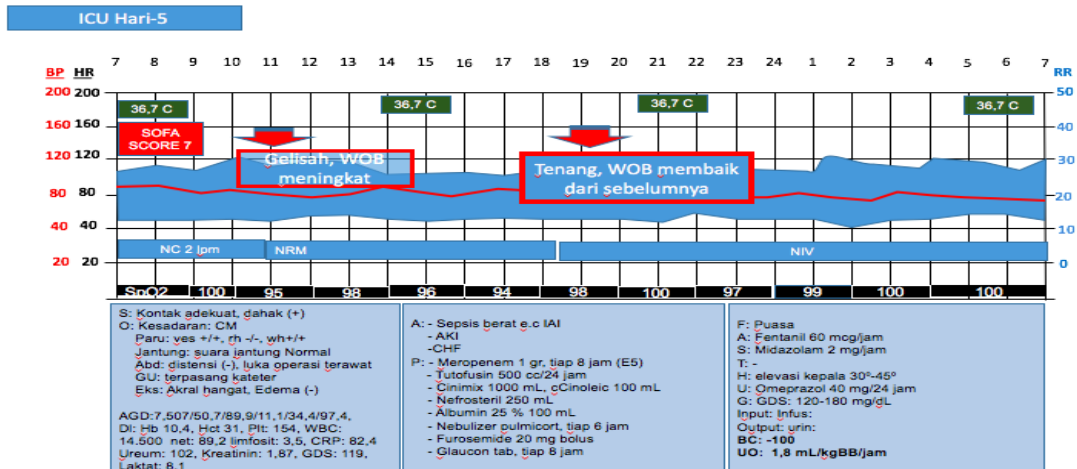 ICU Hari-5
BP HR 7 8 9 10 11 12 13 14 15 16 17 18 19 20 21 22 23 24 1 2 3 4 5 6 7 RR
200 200 50
36,7 C 36,7 C 36,7 C 36,7 C
160 160 40
SOFA
SCORE 7
120 120 30
Gelisah, WOB
meningkat
Tenang, WOB membaik
dari sebelumnya
80 80 20
40 40 10
NC 2 lpm NRM NIV
20 20 0
SpO2 100 95 98 96 94 98 100 97 99 100 100
S: Kontak adekuat, dahak (+)
O: Kesadaran: CM
Paru: ves +/+, rh -/-, wh+/+
Jantung: suara jantung Normal
Abd: distensi (-), luka operasi terawat
GU: terpasang kateter
Eks: Akral hangat, Edema (-)
AGD:7,507/50,7/89,9/11,1/34,4/97,4,
Dl: Hb 10,4, Hct 31, Plt: 154, WBC:
14.500 net: 89,2 limfosit: 3,5, CRP: 82,4
Ureum: 102, Kreatinin: 1,87, GDS: 119,
Laktat: 8,1
A: - Sepsis berat e.c IAI
- AKI
-CHF
P: - Meropenem 1 gr, tiap 8 jam (E5)
- Tutofusin 500 cc/24 jam
- Cinimix 1000 mL, cCinoleic 100 mL
- Nefrosteril 250 mL
- Albumin 25 % 100 mL
- Nebulizer pulmicort, tiap 6 jam
- Furosemide 20 mg bolus
- Glaucon tab, tiap 8 jam
F: Puasa
A: Fentanil 60 mcg/jam
S: Midazolam 2 mg/jam
T: -
H: elevasi kepala 30º-45º
U: Omeprazol 40 mg/24 jam
G: GDS: 120-180 mg/dL
Input: Infus:
Output: urin:
BC: -100
UO: 1,8 mL/kgBB/jam